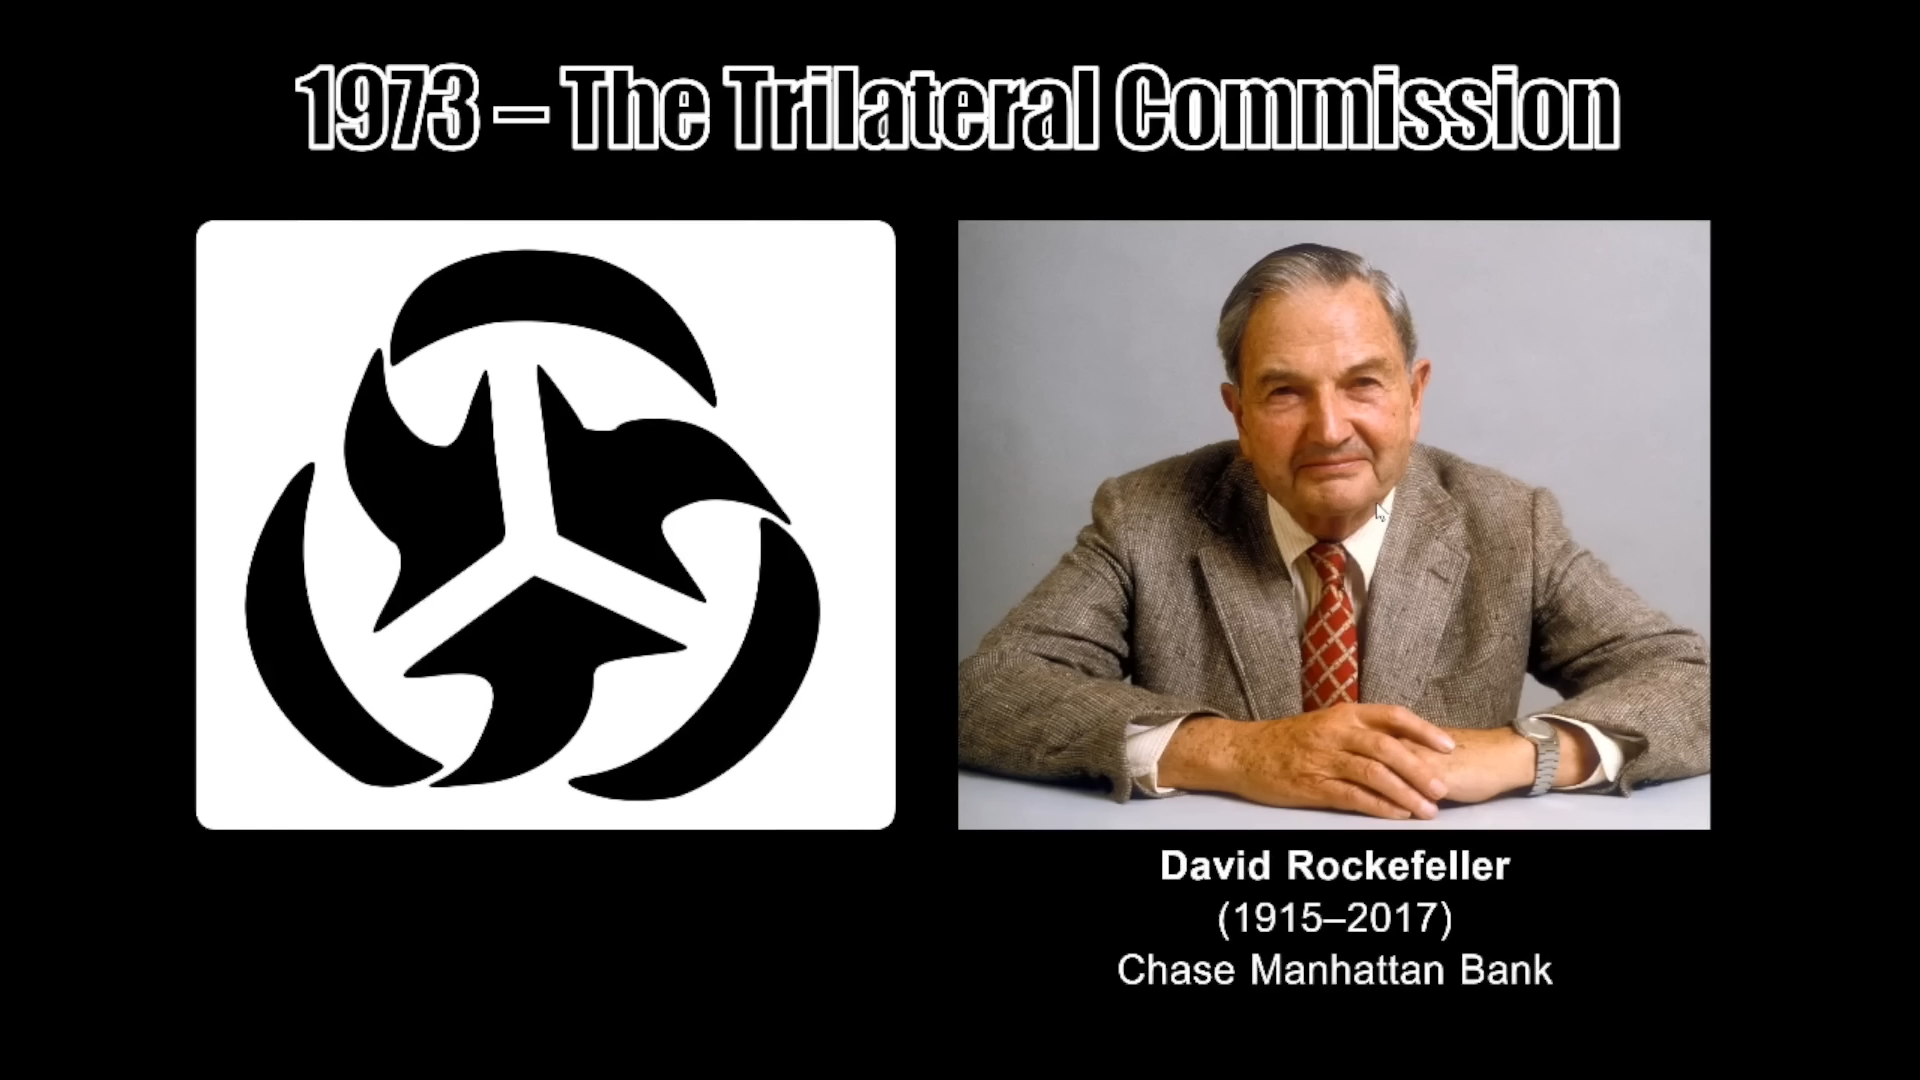 1973 – The Trilateral Commission
David Rockefeller
(1915–2017)
Chase Manhattan Bank